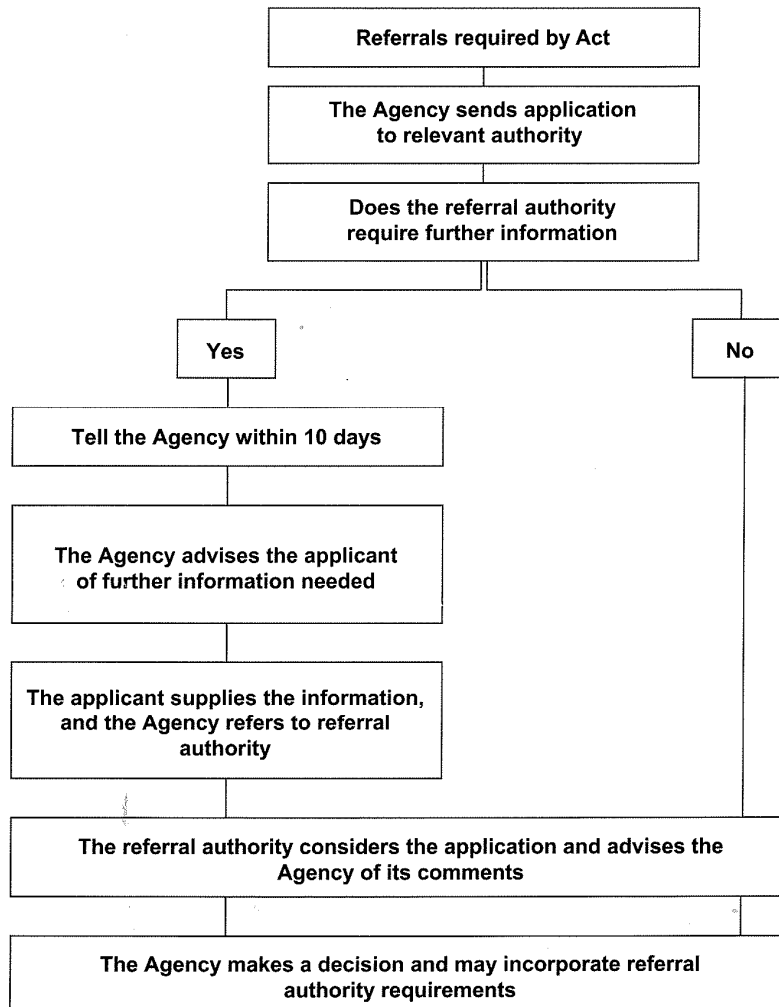 Referrals required by Act
The Agency sends application
to relevant authority
Does the referral authority
require further information
Yes
No
Tell the Agency within 10 days
The Agency advises the applicant
of further information needed
The applicant supplies the information,
and the Agency refers to referral
authority
The referral authority considers the application and advises the
Agency of its comments
The Agency makes a decision and may incorporate referral
authority requirements